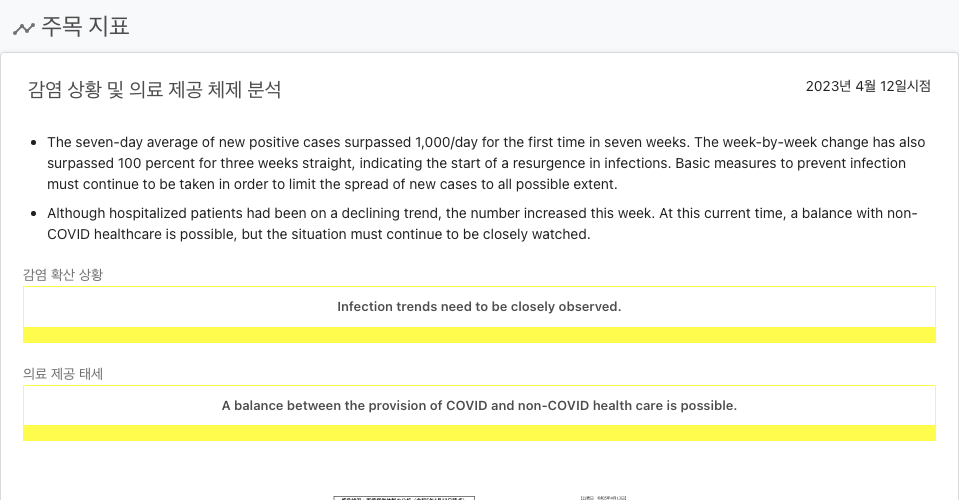 주목 지표
감염 상황 및 의료 제공 체제 분석
2023년 4월 12일시점
• The seven-day average of new positive cases surpassed 1,000/day for the first time in seven weeks. The week-by-week change has also
surpassed 100 percent for three weeks straight, indicating the start of a resurgence in infections. Basic measures to prevent infection
must continue to be taken in order to limit the spread of new cases to all possible extent.
• Although hospitalized patients had been on a declining trend, the number increased this week. At this current time, a balance with non-
COVID healthcare is possible, but the situation must continue to be closely watched.
감염 확산 상황
Infection trends need to be closely observed.
의료 제공 태세
A balance between the provision of COVID and non-COVID health care is possible.